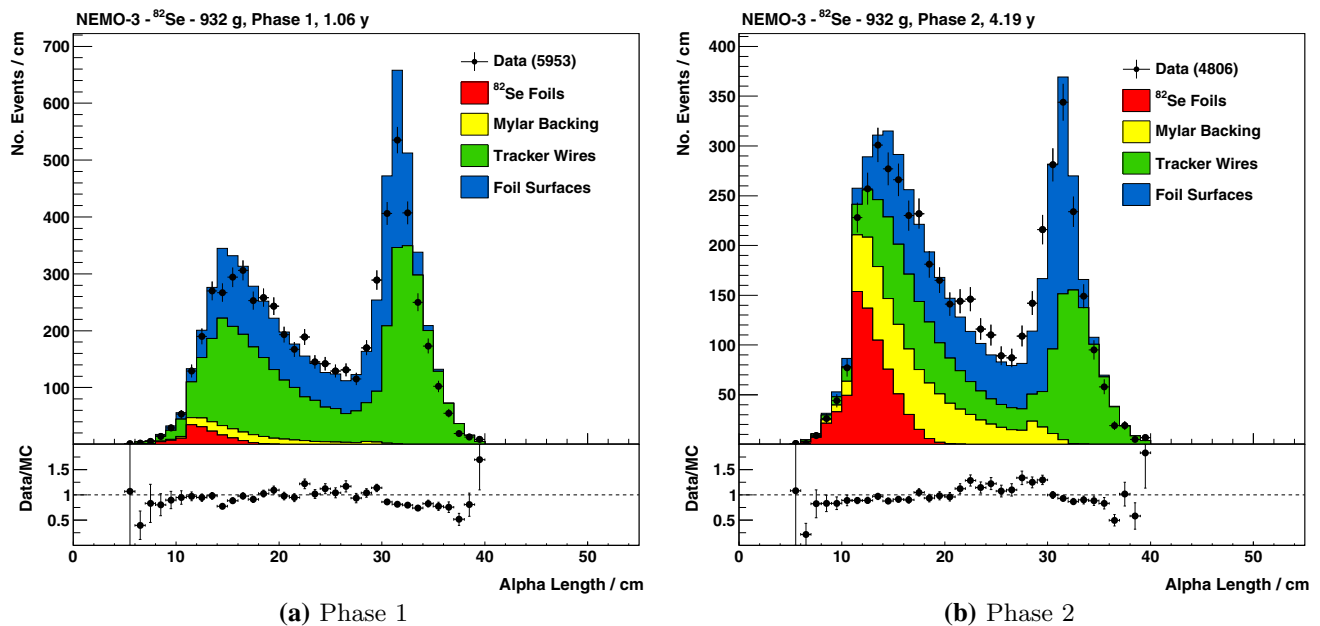 NEMO-3 - ⁸²Se - 932 g, Phase 1, 1.06 y
No. Events / cm
700
600
500
400
300
200
100
Data (5953)
⁸²Se Foils
Mylar Backing
Tracker Wires
Foil Surfaces
Data/MC
1.5
1
0.5
0 10 20 30 40 50
Alpha Length / cm
(a) Phase 1
NEMO-3 - ⁸²Se - 932 g, Phase 2, 4.19 y
No. Events / cm
400
350
300
250
200
150
100
50
Data (4806)
⁸²Se Foils
Mylar Backing
Tracker Wires
Foil Surfaces
Data/MC
1.5
1
0.5
0 10 20 30 40 50
Alpha Length / cm
(b) Phase 2